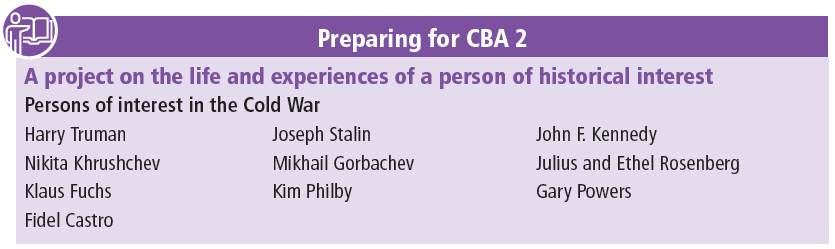 Preparing for CBA 2
A project on the life and experiences of a person of historical interest
Persons of interest in the Cold War
Harry Truman Joseph Stalin John F. Kennedy
Nikita Khrushchev Mikhail Gorbachev Julius and Ethel Rosenberg
Klaus Fuchs Kim Philby Gary Powers
Fidel Castro